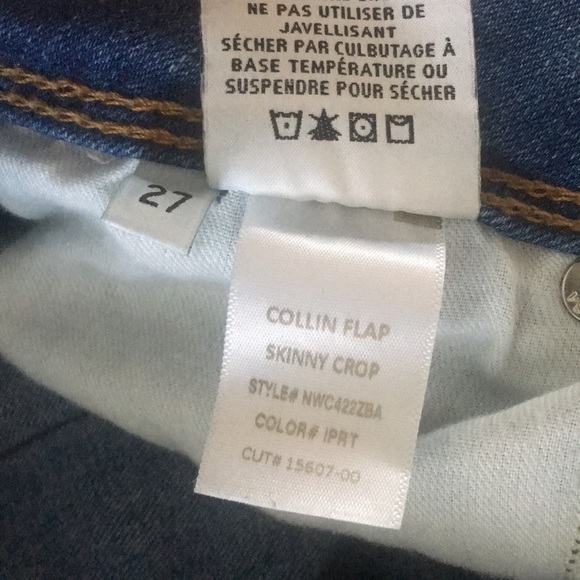 NE PAS UTILISER DE
JAVELLISANT
SÉCHER PAR CULBUTAGE À
BASE TEMPÉRATURE OU
SUSPENDRE POUR SÉCHER
27
COLLIN FLAP
SKINNY CROP
STYLE# NWC422ZBA
COLOR# IPRT
CUT# 15607-00